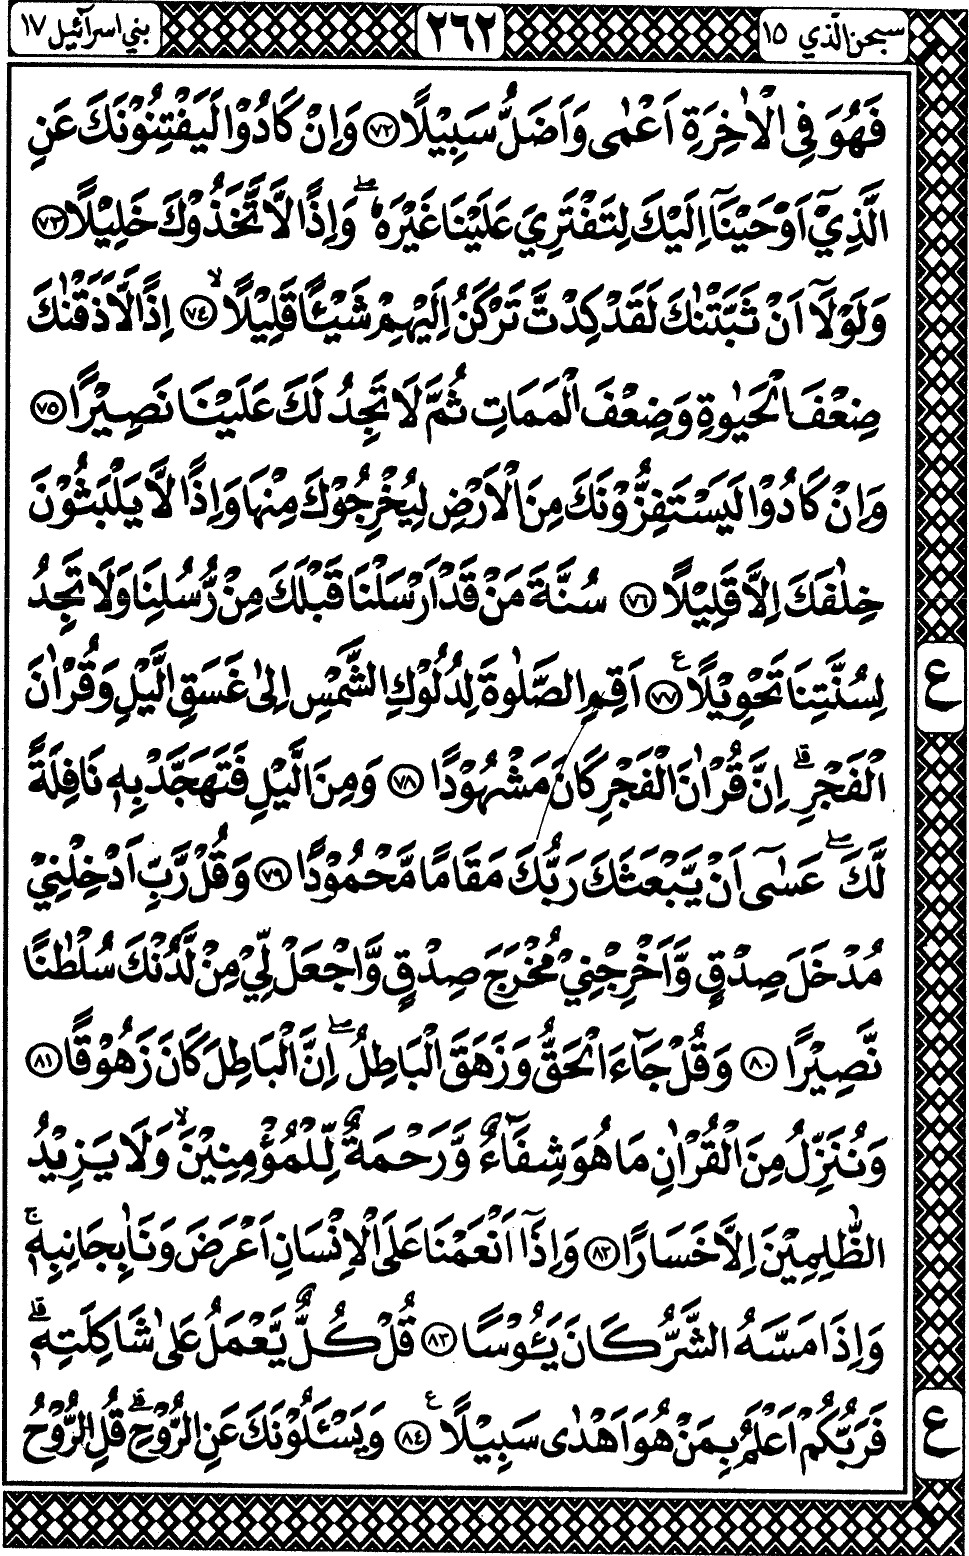 سبحن الذي ١٥
٢٦٢
بني اسرآئيل ١٧
فَهُوَ فِي الْاٰخِرَةِ اَعْمٰى وَاَضَلُّ سَبِيْلًا ﴿٧٢﴾ وَاِنْ كَادُوْا لَيَفْتِنُوْنَكَ عَنِ
الَّذِيْٓ اَوْحَيْنَآ اِلَيْكَ لِتَفْتَرِيَ عَلَيْنَا غَيْرَهٗ ۖ وَاِذًا لَّا تَّخَذُوْكَ خَلِيْلًا ﴿٧٣﴾
وَلَوْلَآ اَنْ ثَبَّتْنٰكَ لَقَدْ كِدْتَّ تَرْكَنُ اِلَيْهِمْ شَيْـًٔا قَلِيْلًا ۙ ﴿٧٤﴾ اِذًا لَّاَذَقْنٰكَ
ضِعْفَ الْحَيٰوةِ وَضِعْفَ الْمَمَاتِ ثُمَّ لَا تَجِدُ لَكَ عَلَيْنَا نَصِيْرًا ﴿٧٥﴾
وَاِنْ كَادُوْا لَيَسْتَفِزُّوْنَكَ مِنَ الْاَرْضِ لِيُخْرِجُوْكَ مِنْهَا وَاِذًا لَّا يَلْبَثُوْنَ
خِلٰفَكَ اِلَّا قَلِيْلًا ﴿٧٦﴾ سُنَّةَ مَنْ قَدْ اَرْسَلْنَا قَبْلَكَ مِنْ رُّسُلِنَا وَلَا تَجِدُ
لِسُنَّتِنَا تَحْوِيْلًا ﴿٧٧﴾ ع اَقِمِ الصَّلٰوةَ لِدُلُوْكِ الشَّمْسِ اِلٰى غَسَقِ الَّيْلِ وَقُرْاٰنَ
ع
الْفَجْرِ ۗ اِنَّ قُرْاٰنَ الْفَجْرِ كَانَ مَشْهُوْدًا ﴿٧٨﴾ وَمِنَ الَّيْلِ فَتَهَجَّدْ بِهٖ نَافِلَةً
لَّكَ ۖ عَسٰٓى اَنْ يَّبْعَثَكَ رَبُّكَ مَقَامًا مَّحْمُوْدًا ﴿٧٩﴾ وَقُلْ رَّبِّ اَدْخِلْنِيْ
مُدْخَلَ صِدْقٍ وَّاَخْرِجْنِيْ مُخْرَجَ صِدْقٍ وَّاجْعَلْ لِّيْ مِنْ لَّدُنْكَ سُلْطٰنًا
نَّصِيْرًا ﴿٨٠﴾ وَقُلْ جَآءَ الْحَقُّ وَزَهَقَ الْبَاطِلُ ۖ اِنَّ الْبَاطِلَ كَانَ زَهُوْقًا ﴿٨١﴾
وَنُنَزِّلُ مِنَ الْقُرْاٰنِ مَا هُوَ شِفَآءٌ وَّرَحْمَةٌ لِّلْمُؤْمِنِيْنَ ۙ وَلَا يَزِيْدُ
الظّٰلِمِيْنَ اِلَّا خَسَارًا ﴿٨٢﴾ وَاِذَآ اَنْعَمْنَا عَلَى الْاِنْسَانِ اَعْرَضَ وَنَاٰ بِجَانِبِهٖ ۚ
وَاِذَا مَسَّهُ الشَّرُّ كَانَ يَـُٔوْسًا ﴿٨٣﴾ قُلْ كُلٌّ يَّعْمَلُ عَلٰى شَاكِلَتِهٖ ۗ
فَرَبُّكُمْ اَعْلَمُ بِمَنْ هُوَ اَهْدٰى سَبِيْلًا ﴿٨٤﴾ ع وَيَسْـَٔلُوْنَكَ عَنِ الرُّوْحِ ۗ قُلِ الرُّوْحُ
ع